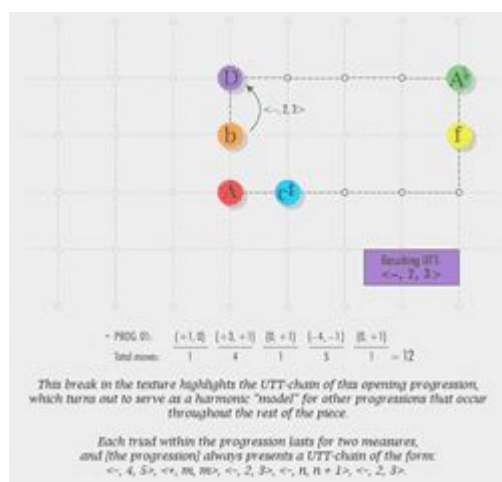 D
A♭
<-, 2, 3>
b
f
A
c♯
Resulting UTT:
<-, 2, 3>
• PROG. 01: (+1, 0) (+3, +1) (0, +1) (-4, -1) (0, +1)
Total moves: 1 4 1 5 1 = 12
This break in the texture highlights the UTT-chain of this opening progression,
which turns out to serve as a harmonic "model" for other progressions that occur
throughout the rest of the piece.
Each triad within the progression lasts for two measures,
and [the progression] always presents a UTT-chain of the form:
<-, 4, 5>, <+, m, m>, <-, 2, 3>, <-, n, n + 1>, <-, 2, 3>.